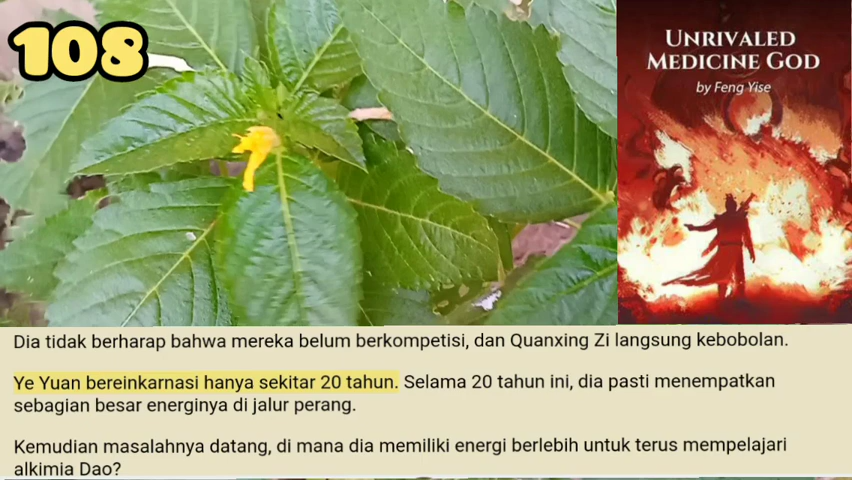 108
UNRIVALED
MEDICINE GOD
by Feng Yise
Dia tidak berharap bahwa mereka belum berkompetisi, dan Quanxing Zi langsung kebobolan.
Ye Yuan bereinkarnasi hanya sekitar 20 tahun. Selama 20 tahun ini, dia pasti menempatkan
sebagian besar energinya di jalur perang.
Kemudian masalahnya datang, di mana dia memiliki energi berlebih untuk terus mempelajari
alkimia Dao?